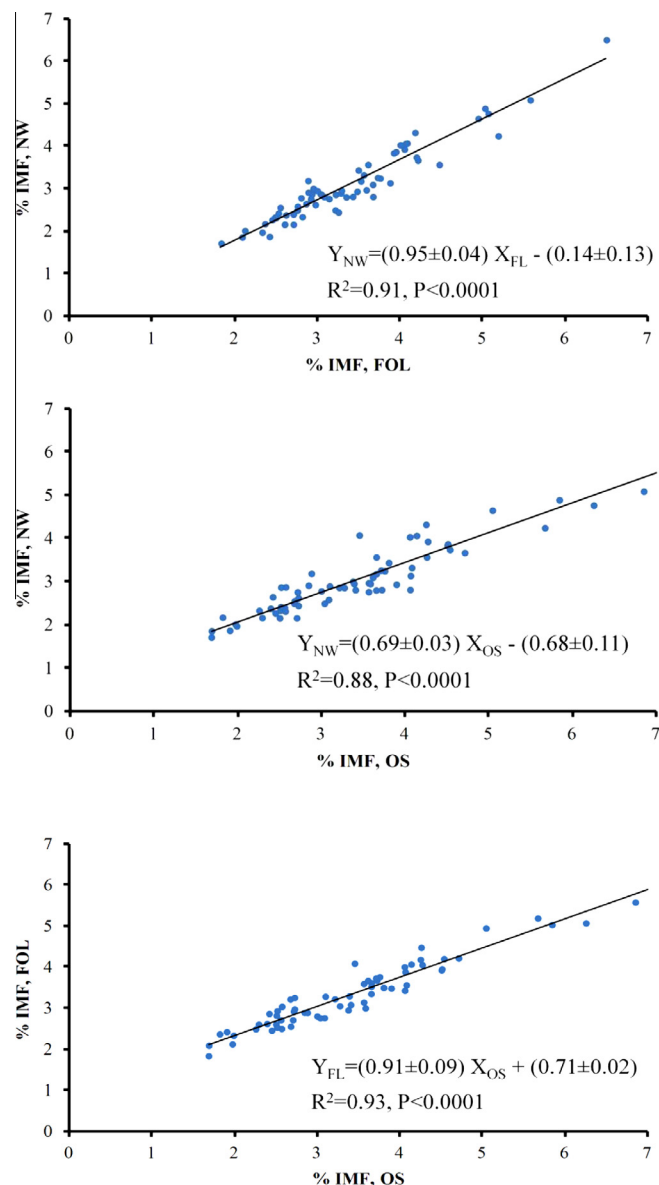 7
6
5
4
3
2
1
0
% IMF, NW
Y_NW=(0.95±0.04) X_FL - (0.14±0.13)
R²=0.91, P<0.0001
0 1 2 3 4 5 6 7
% IMF, FOL
7
6
5
4
3
2
1
0
% IMF, NW
Y_NW=(0.69±0.03) X_OS - (0.68±0.11)
R²=0.88, P<0.0001
0 1 2 3 4 5 6 7
% IMF, OS
7
6
5
4
3
2
1
0
% IMF, FOL
Y_FL=(0.91±0.09) X_OS + (0.71±0.02)
R²=0.93, P<0.0001
0 1 2 3 4 5 6 7
% IMF, OS